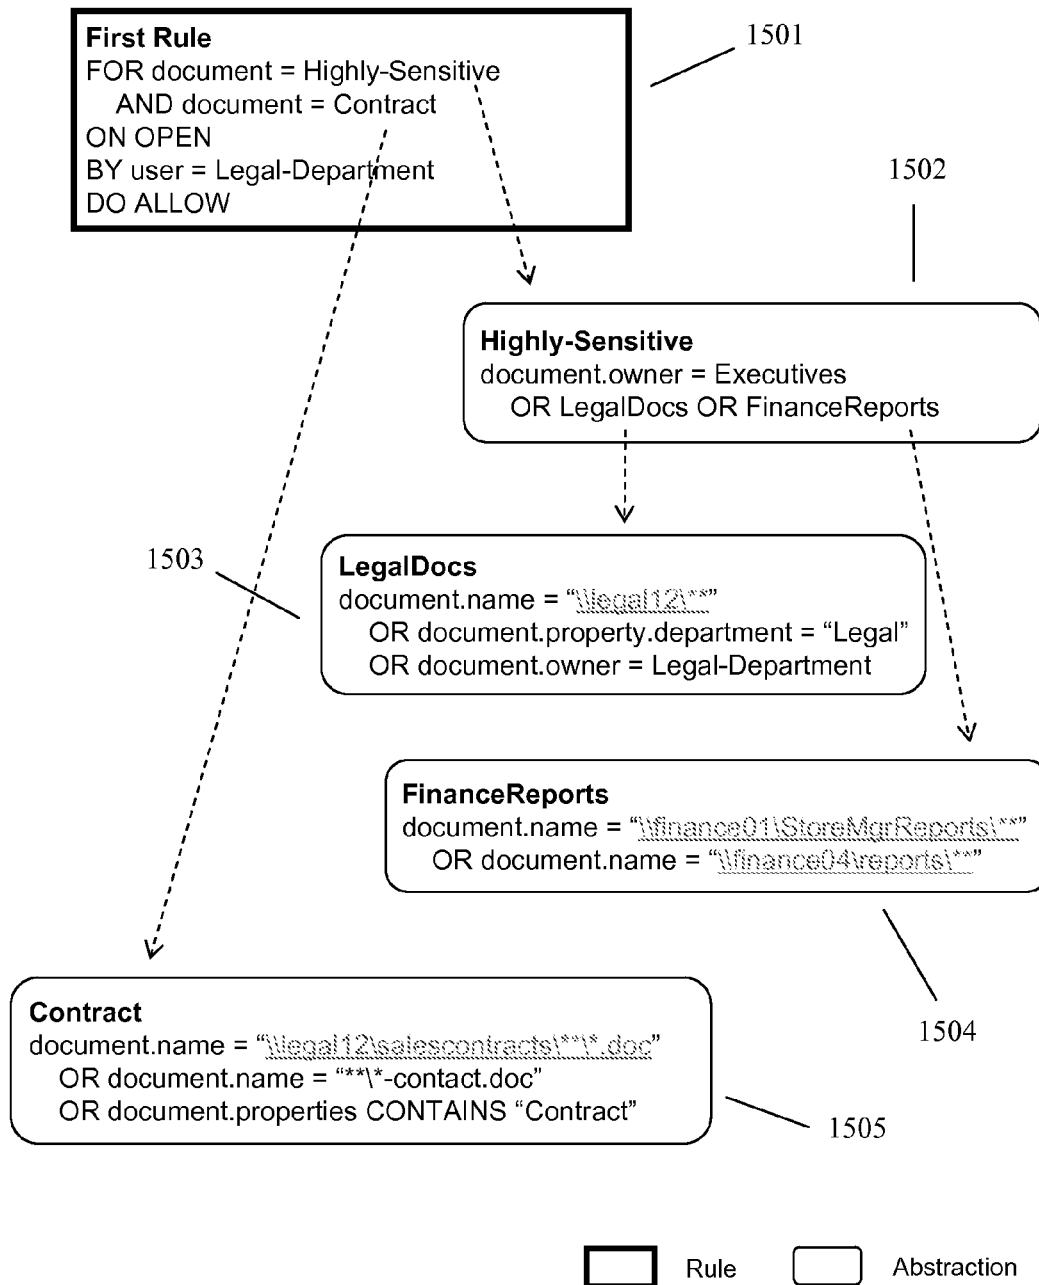 First Rule
FOR document = Highly-Sensitive
AND document = Contract
ON OPEN
BY user = Legal-Department
DO ALLOW
1501
1502
Highly-Sensitive
document.owner = Executives
OR LegalDocs OR FinanceReports
1503
LegalDocs
document.name = “\\legal12\**”
OR document.property.department = “Legal”
OR document.owner = Legal-Department
FinanceReports
document.name = “\\finance01\StoreMgrReports\**”
OR document.name = “\\finance04\reports\**”
1504
Contract
document.name = “\\legal12\salescontracts\**\*.doc”
OR document.name = “**\*-contact.doc”
OR document.properties CONTAINS “Contract”
1505
Rule
Abstraction